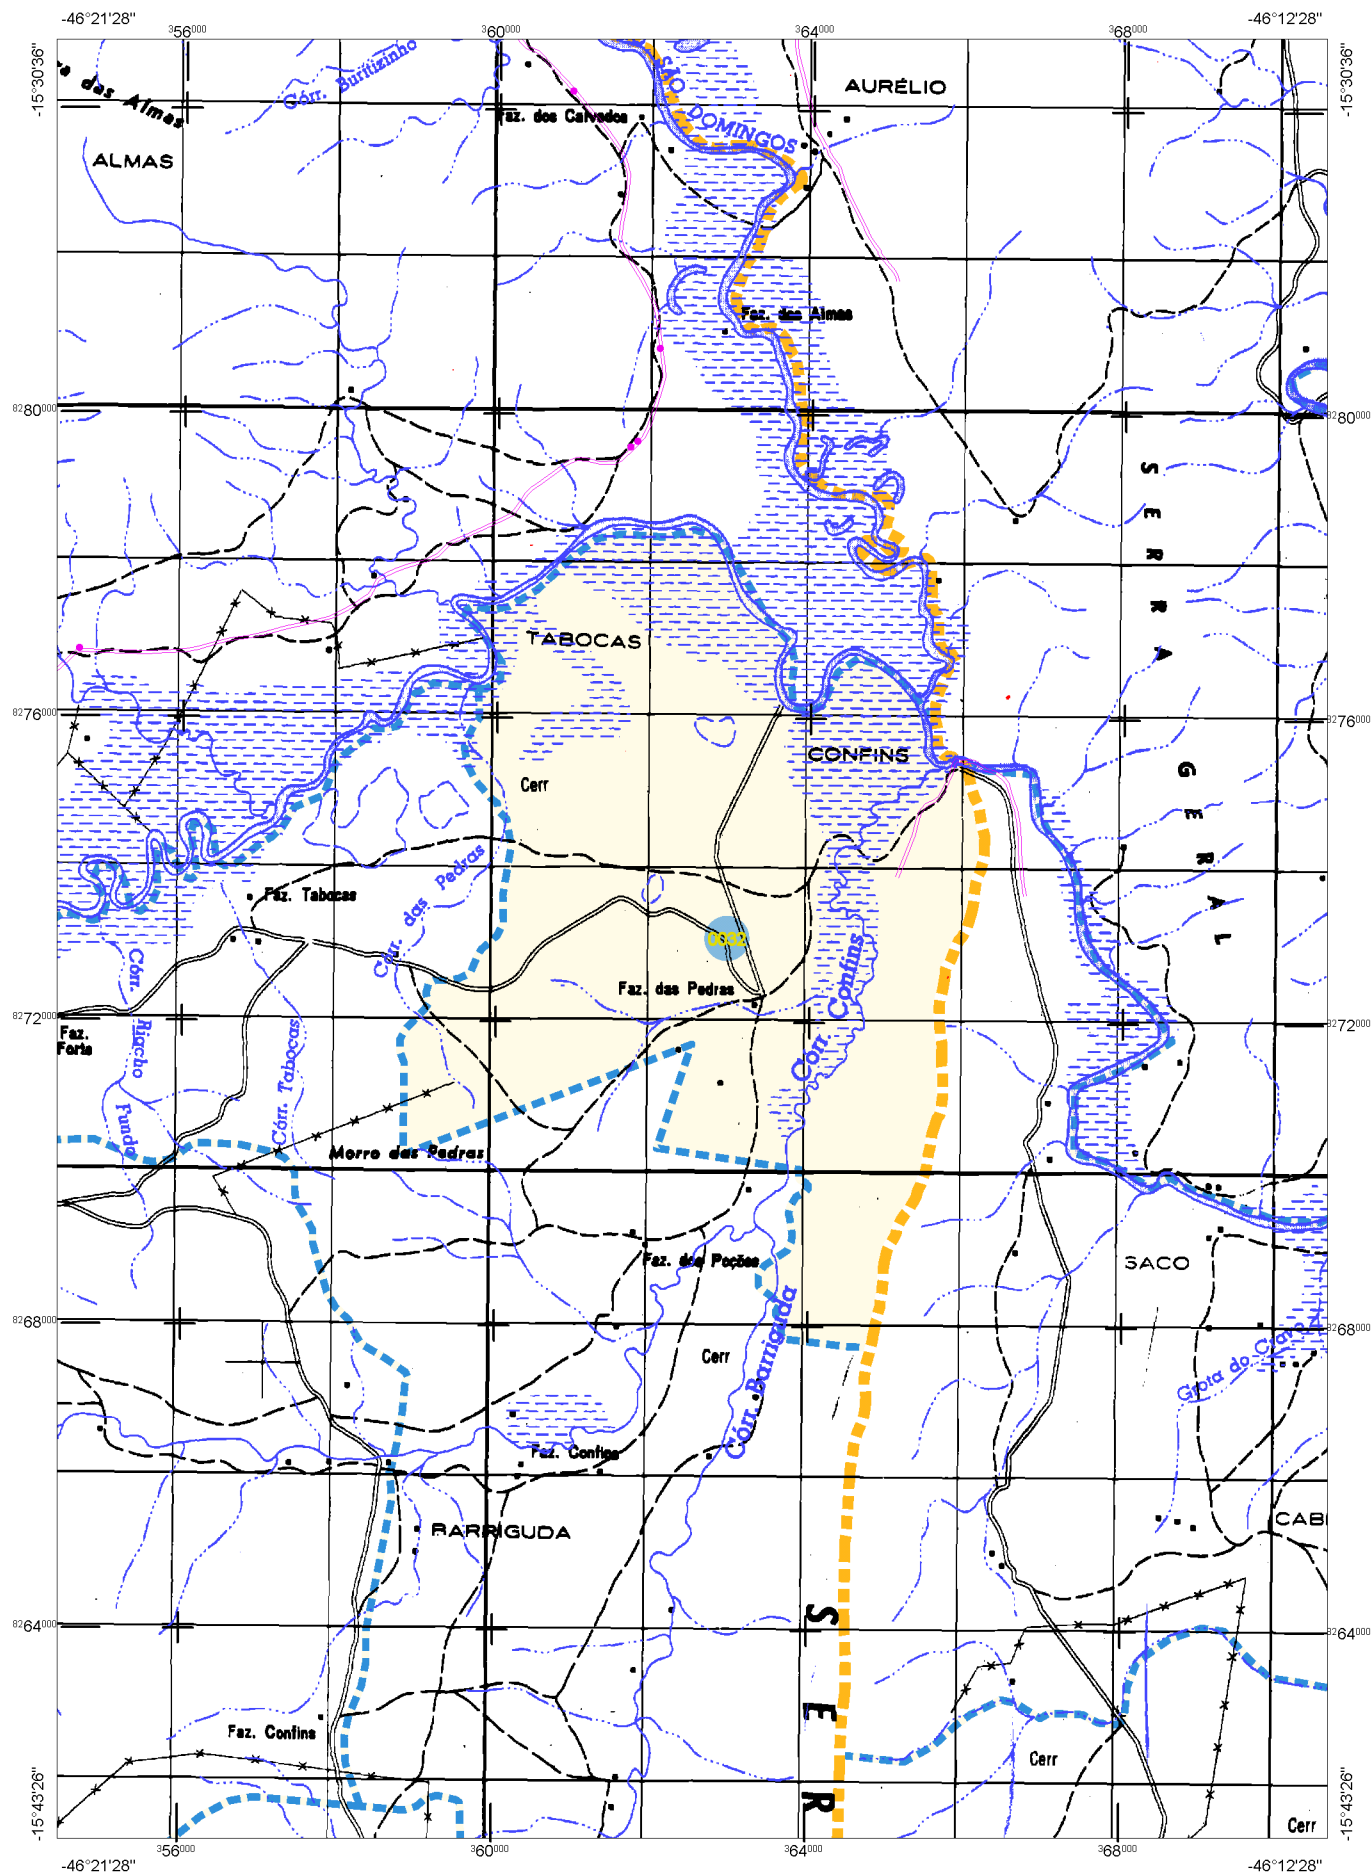 -46°21'28"
-46°12'28"
356000
360000
364000
368000
-15°30'36"
-15°30'36"
a das Almas
Córr. Buritizinho
SÃO DOMINGOS
AURÉLIO
Faz. dos Calvados
ALMAS
Faz. das Almas
8280000
8280000
SERRA GERAL
TABOCAS
8276000
8276000
CONFINS
Cerr
Córr. das Pedras
Faz. Tabocas
0032
Córr.
Riacho
Fundo
Faz. das Pedras
Córr. Confins
8272000
8272000
Faz.
Forte
Córr. Tabocas
Morro das Pedras
Faz. dos Poções
SACO
8268000
8268000
Cerr
Córr. Barriguda
Grota do
Faz. Confins
BARRIGUDA
CABI
8264000
8264000
SER
Faz. Confins
Cerr
Cerr
-15°43'26"
-15°43'26"
356000
360000
364000
368000
-46°21'28"
-46°12'28"